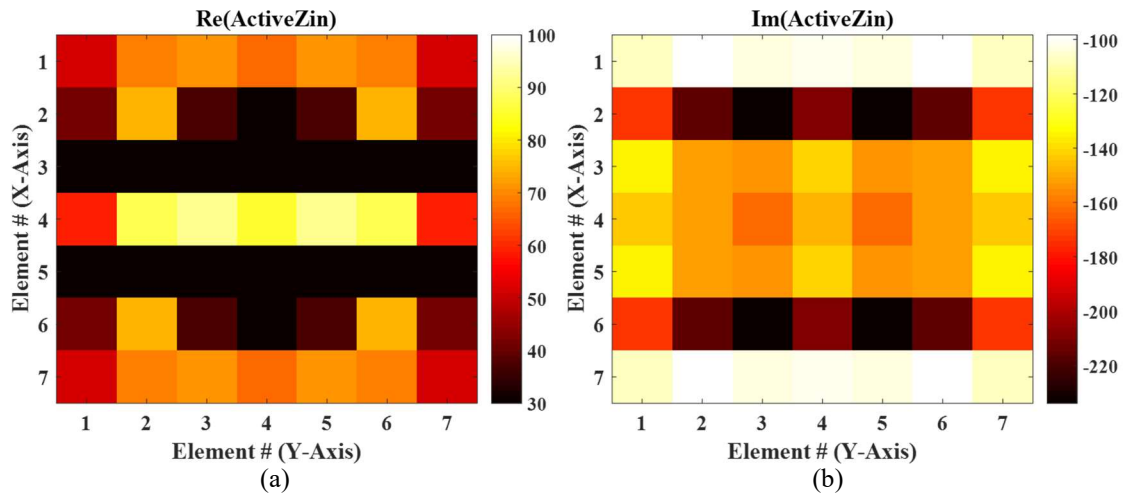 Re(ActiveZin)
Element # (X-Axis)
1
2
3
4
5
6
7
1 2 3 4 5 6 7
Element # (Y-Axis)
100
90
80
70
60
50
40
30
(a)
Im(ActiveZin)
Element # (X-Axis)
1
2
3
4
5
6
7
1 2 3 4 5 6 7
Element # (Y-Axis)
-100
-120
-140
-160
-180
-200
-220
(b)